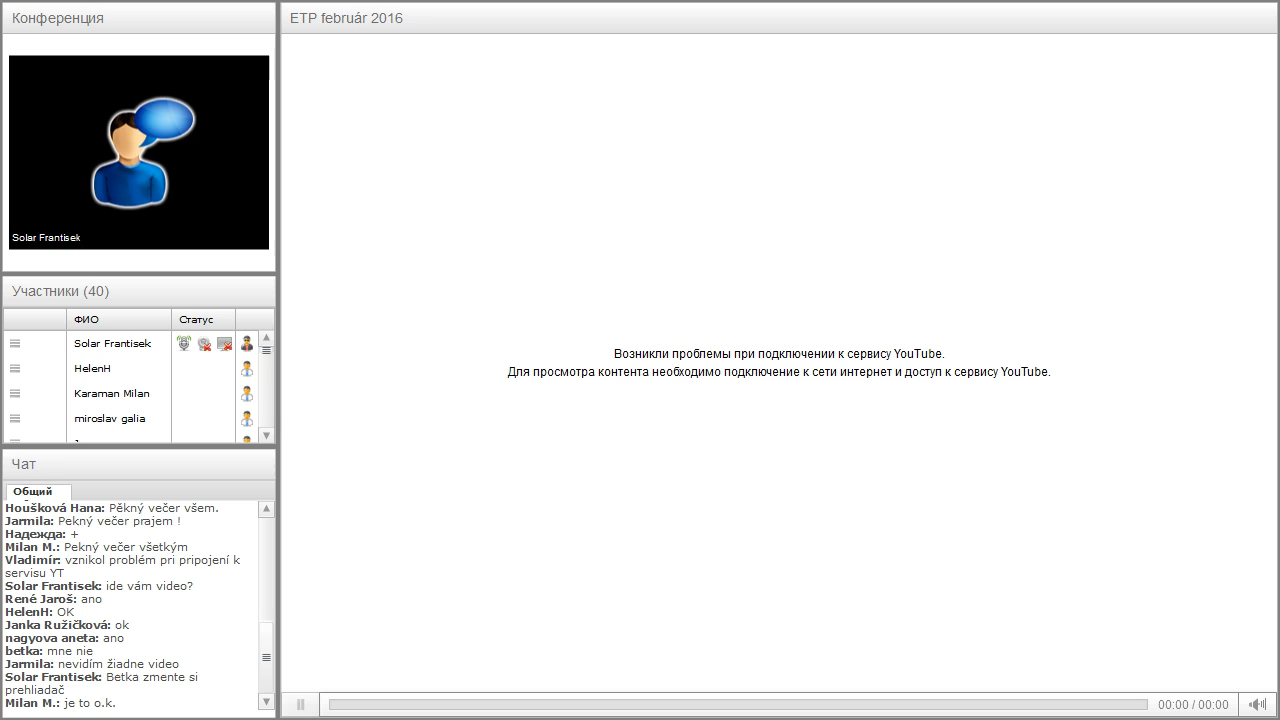 Конференция
Solar Frantisek
Участники (40)
ФИО Статус
Solar Frantisek
HelenH
Karaman Milan
miroslav galia
Чат
Общий
Houšková Hana: Pěkný večer všem.
Jarmila: Pekný večer prajem !
Надежда: +
Milan M.: Pekný večer všetkým
Vladimír: vznikol problém pri pripojení k
servisu YT
Solar Frantisek: ide vám video?
René Jaroš: ano
HelenH: OK
Janka Ružičková: ok
nagyova aneta: ano
betka: mne nie
Jarmila: nevidím žiadne video
Solar Frantisek: Betka zmente si
prehliadač
Milan M.: je to o.k.
ETP február 2016
Возникли проблемы при подключении к сервису YouTube.
Для просмотра контента необходимо подключение к сети интернет и доступ к сервису YouTube.
00:00 / 00:00